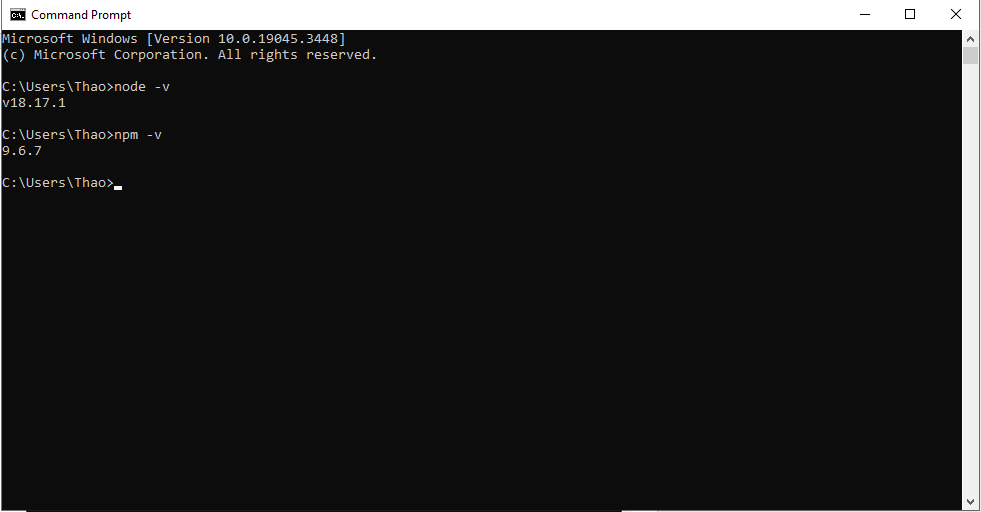 Command Prompt
Microsoft Windows [Version 10.0.19045.3448]
(c) Microsoft Corporation. All rights reserved.
C:\Users\Thao>node -v
v18.17.1
C:\Users\Thao>npm -v
9.6.7
C:\Users\Thao>